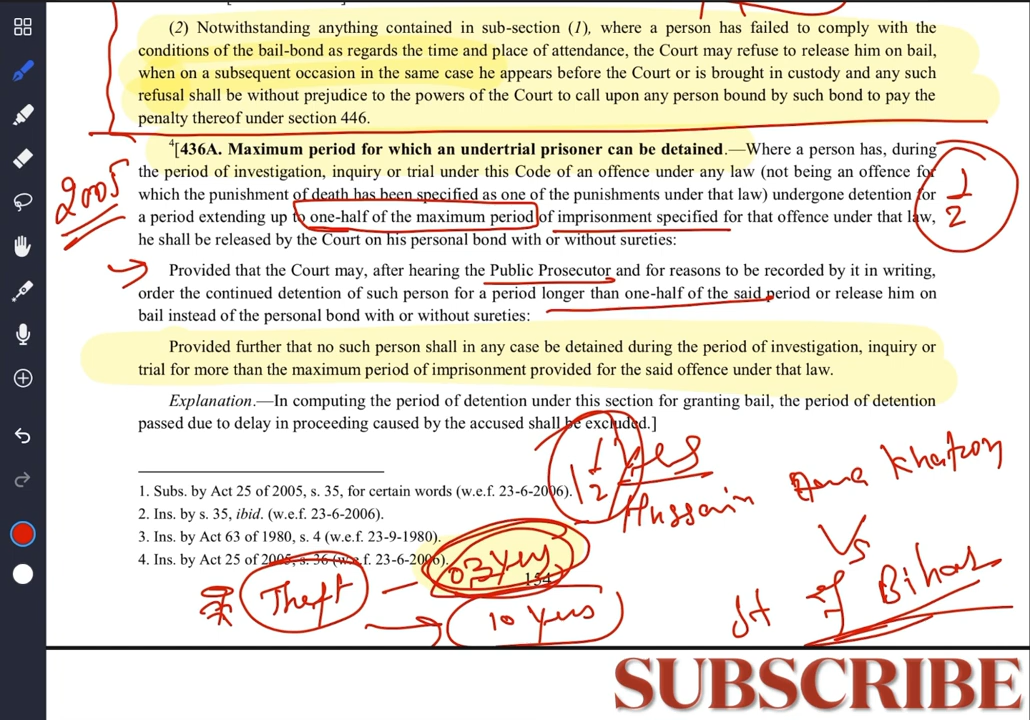 (2) Notwithstanding anything contained in sub-section (1), where a person has failed to comply with the
conditions of the bail-bond as regards the time and place of attendance, the Court may refuse to release him on bail,
when on a subsequent occasion in the same case he appears before the Court or is brought in custody and any such
refusal shall be without prejudice to the powers of the Court to call upon any person bound by such bond to pay the
penalty thereof under section 446.
4[436A. Maximum period for which an undertrial prisoner can be detained.—Where a person has, during
the period of investigation, inquiry or trial under this Code of an offence under any law (not being an offence for
which the punishment of death has been specified as one of the punishments under that law) undergone detention for
a period extending up to one-half of the maximum period of imprisonment specified for that offence under that law,
he shall be released by the Court on his personal bond with or without sureties:
2005
1/2
Provided that the Court may, after hearing the Public Prosecutor and for reasons to be recorded by it in writing,
order the continued detention of such person for a period longer than one-half of the said period or release him on
bail instead of the personal bond with or without sureties:
Provided further that no such person shall in any case be detained during the period of investigation, inquiry or
trial for more than the maximum period of imprisonment provided for the said offence under that law.
Explanation.—In computing the period of detention under this section for granting bail, the period of detention
passed due to delay in proceeding caused by the accused shall be excluded.]
1 1/2 yes
Hussain Khatoon
Vs
St of Bihar
1. Subs. by Act 25 of 2005, s. 35, for certain words (w.e.f. 23-6-2006).
2. Ins. by s. 35, ibid. (w.e.f. 23-6-2006).
3. Ins. by Act 63 of 1980, s. 4 (w.e.f. 23-9-1980).
4. Ins. by Act 25 of 2005, s. 36 (w.e.f. 23-6-2006).
154
Theft
03 yrs
10 yers
SUBSCRIBE